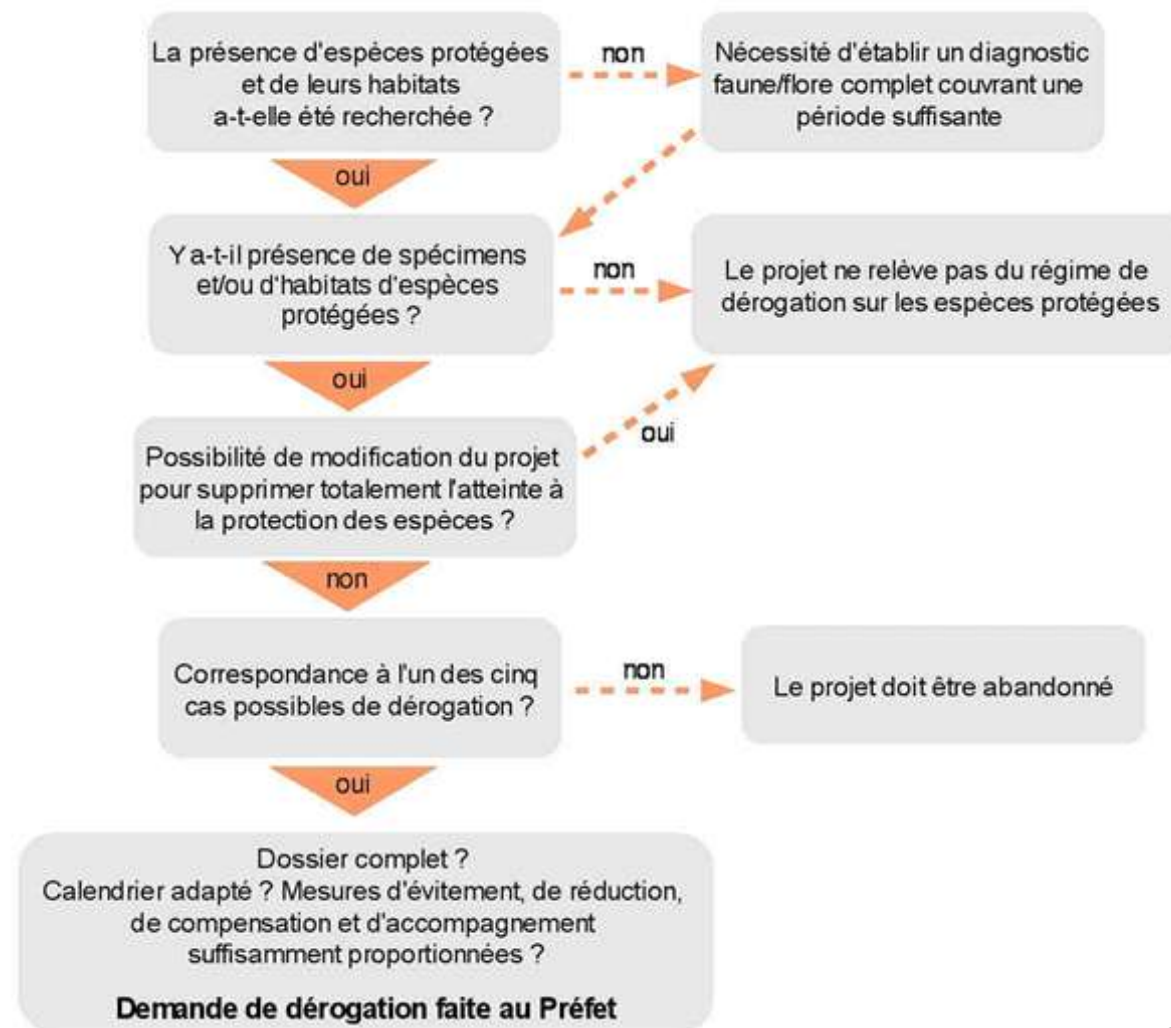 La présence d'espèces protégées
et de leurs habitats
a-t-elle été recherchée ?
non
Nécessité d'établir un diagnostic
faune/flore complet couvrant une
période suffisante
oui
Y a-t-il présence de spécimens
et/ou d'habitats d'espèces
protégées ?
non
Le projet ne relève pas du régime de
dérogation sur les espèces protégées
oui
oui
Possibilité de modification du projet
pour supprimer totalement l'atteinte à
la protection des espèces ?
non
Correspondance à l'un des cinq
cas possibles de dérogation ?
non
Le projet doit être abandonné
oui
Dossier complet ?
Calendrier adapté ? Mesures d'évitement, de réduction,
de compensation et d'accompagnement
suffisamment proportionnées ?
Demande de dérogation faite au Préfet